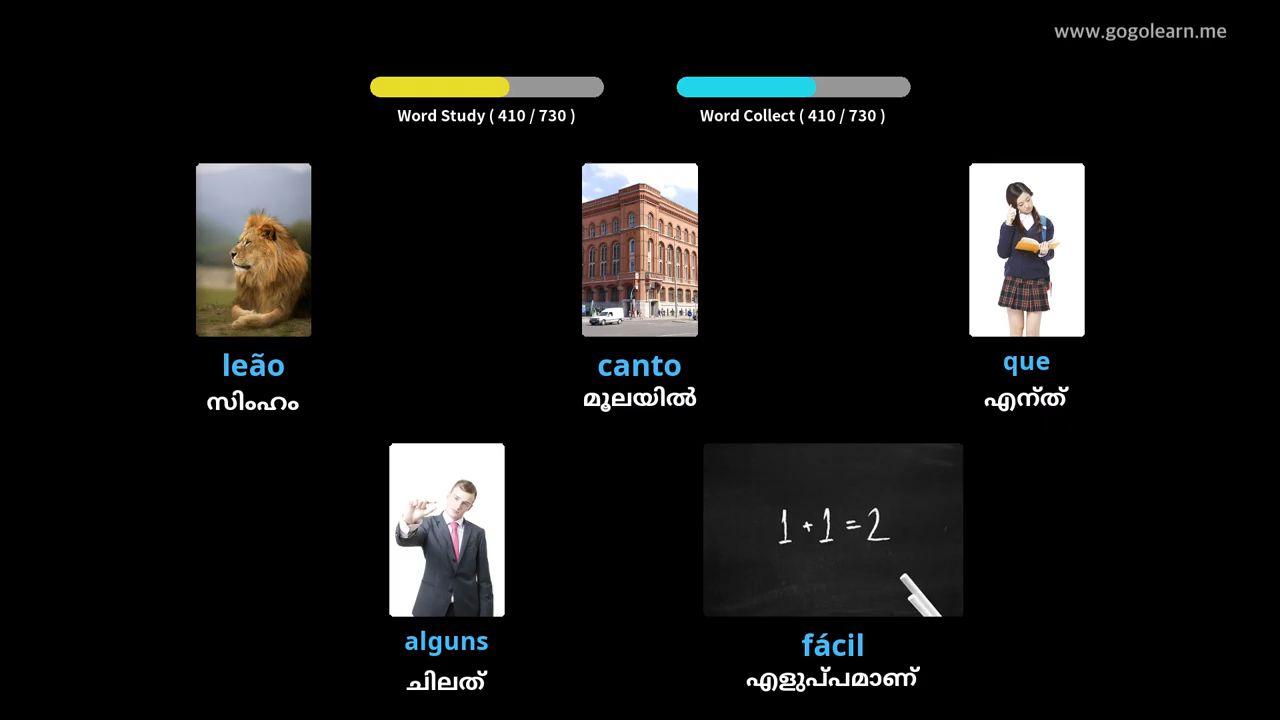 www.gogolearn.me
Word Study ( 410 / 730 )
Word Collect ( 410 / 730 )
leão
canto
que
സിംഹം
മൂലയിൽ
എന്ത്
1 + 1 = 2
alguns
fácil
ചിലത്
എളുപ്പമാണ്